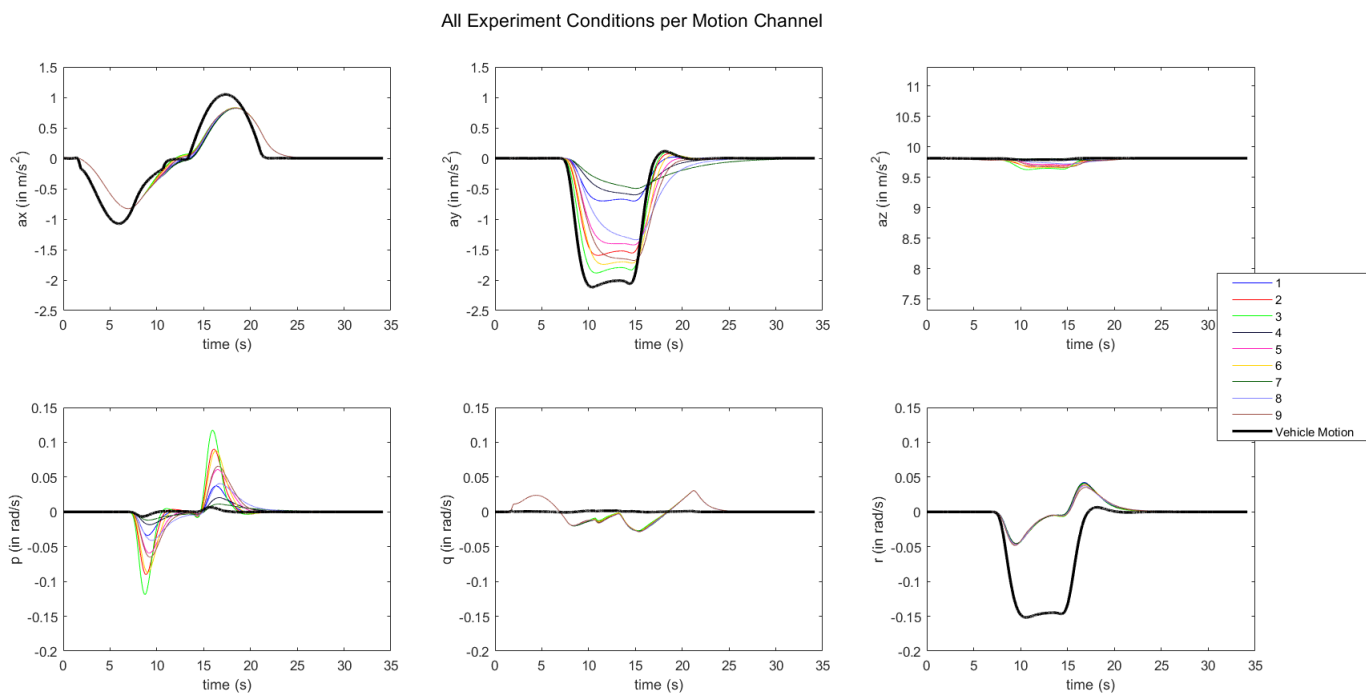 All Experiment Conditions per Motion Channel
1.5
1
0.5
0
-0.5
-1
-1.5
-2
-2.5
ax (in m/s²)
0 5 10 15 20 25 30 35
time (s)
1.5
1
0.5
0
-0.5
-1
-1.5
-2
-2.5
ay (in m/s²)
0 5 10 15 20 25 30 35
time (s)
11
10.5
10
9.5
9
8.5
8
7.5
az (in m/s²)
0 5 10 15 20 25 30 35
time (s)
1
2
3
4
5
6
7
8
9
Vehicle Motion
0.15
0.1
0.05
0
-0.05
-0.1
-0.15
-0.2
p (in rad/s)
0 5 10 15 20 25 30 35
time (s)
0.15
0.1
0.05
0
-0.05
-0.1
-0.15
-0.2
q (in rad/s)
0 5 10 15 20 25 30 35
time (s)
0.15
0.1
0.05
0
-0.05
-0.1
-0.15
-0.2
r (in rad/s)
0 5 10 15 20 25 30 35
time (s)